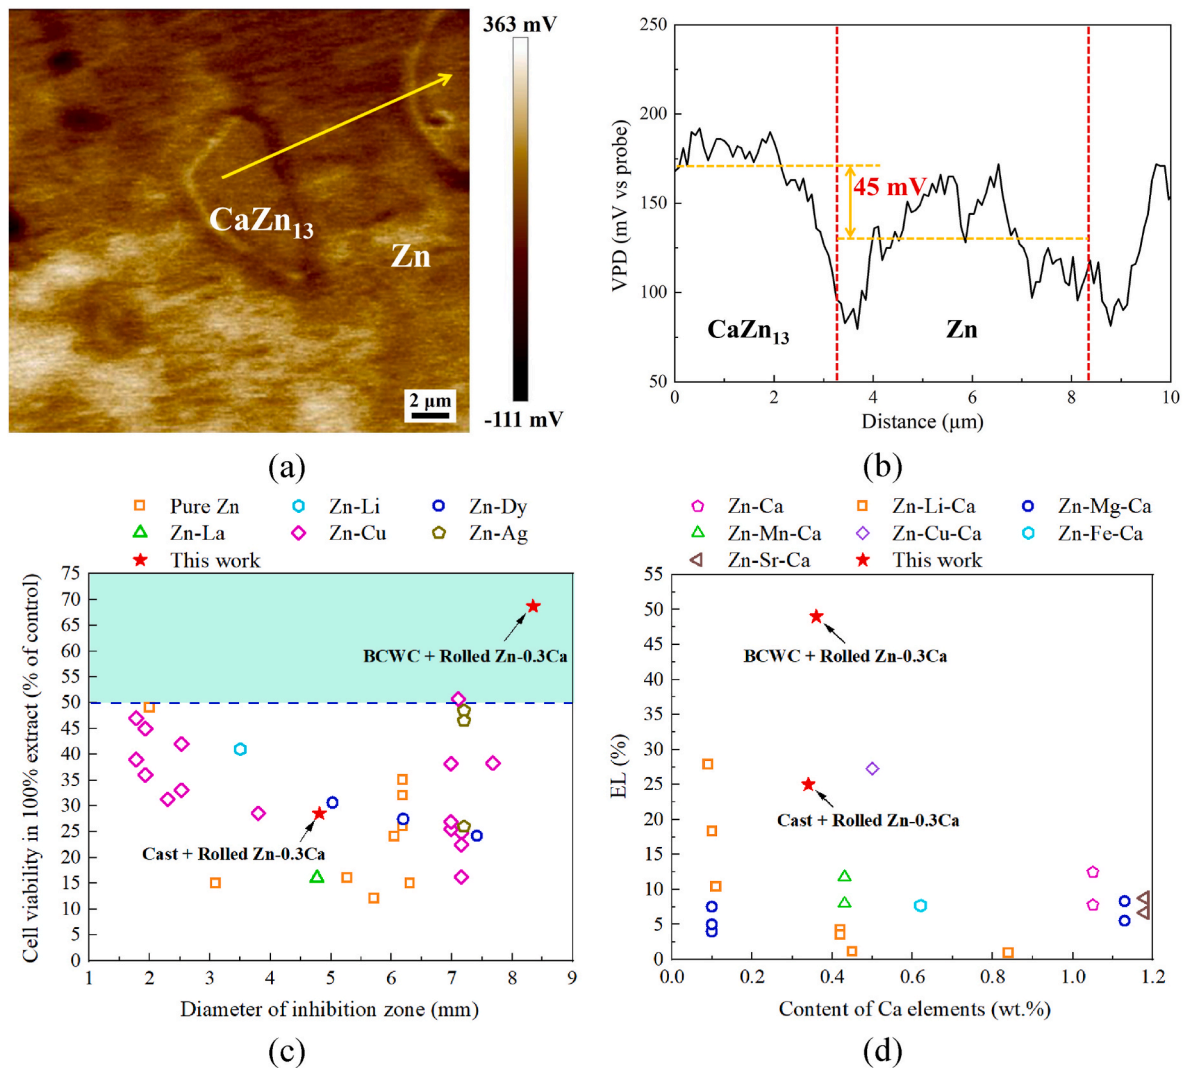 363 mV
CaZn13
Zn
2 μm
-111 mV
(a)
250
200
150
100
50
VPD (mV vs probe)
45 mV
CaZn13
Zn
0 2 4 6 8 10
Distance (μm)
(b)
Pure Zn Zn-Li Zn-Dy
Zn-La Zn-Cu Zn-Ag
This work
75
70
65
60
55
50
45
40
35
30
25
20
15
10
5
0
Cell viability in 100% extract (% of control)
BCWC + Rolled Zn-0.3Ca
Cast + Rolled Zn-0.3Ca
1 2 3 4 5 6 7 8 9
Diameter of inhibition zone (mm)
(c)
Zn-Ca Zn-Li-Ca Zn-Mg-Ca
Zn-Mn-Ca Zn-Cu-Ca Zn-Fe-Ca
Zn-Sr-Ca This work
55
50
45
40
35
30
25
20
15
10
5
0
EL (%)
BCWC + Rolled Zn-0.3Ca
Cast + Rolled Zn-0.3Ca
0.0 0.2 0.4 0.6 0.8 1.0 1.2
Content of Ca elements (wt.%)
(d)